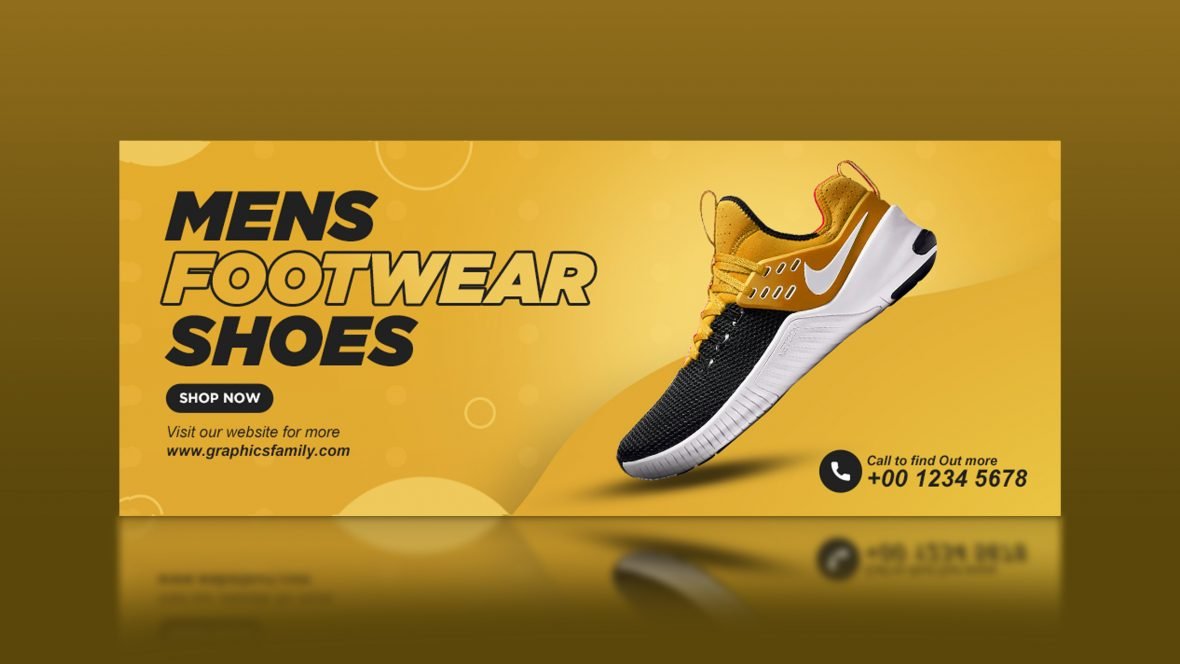 MENS
FOOTWEAR
SHOES
SHOP NOW
Visit our website for more
www.graphicsfamily.com
Call to find Out more
+00 1234 5678